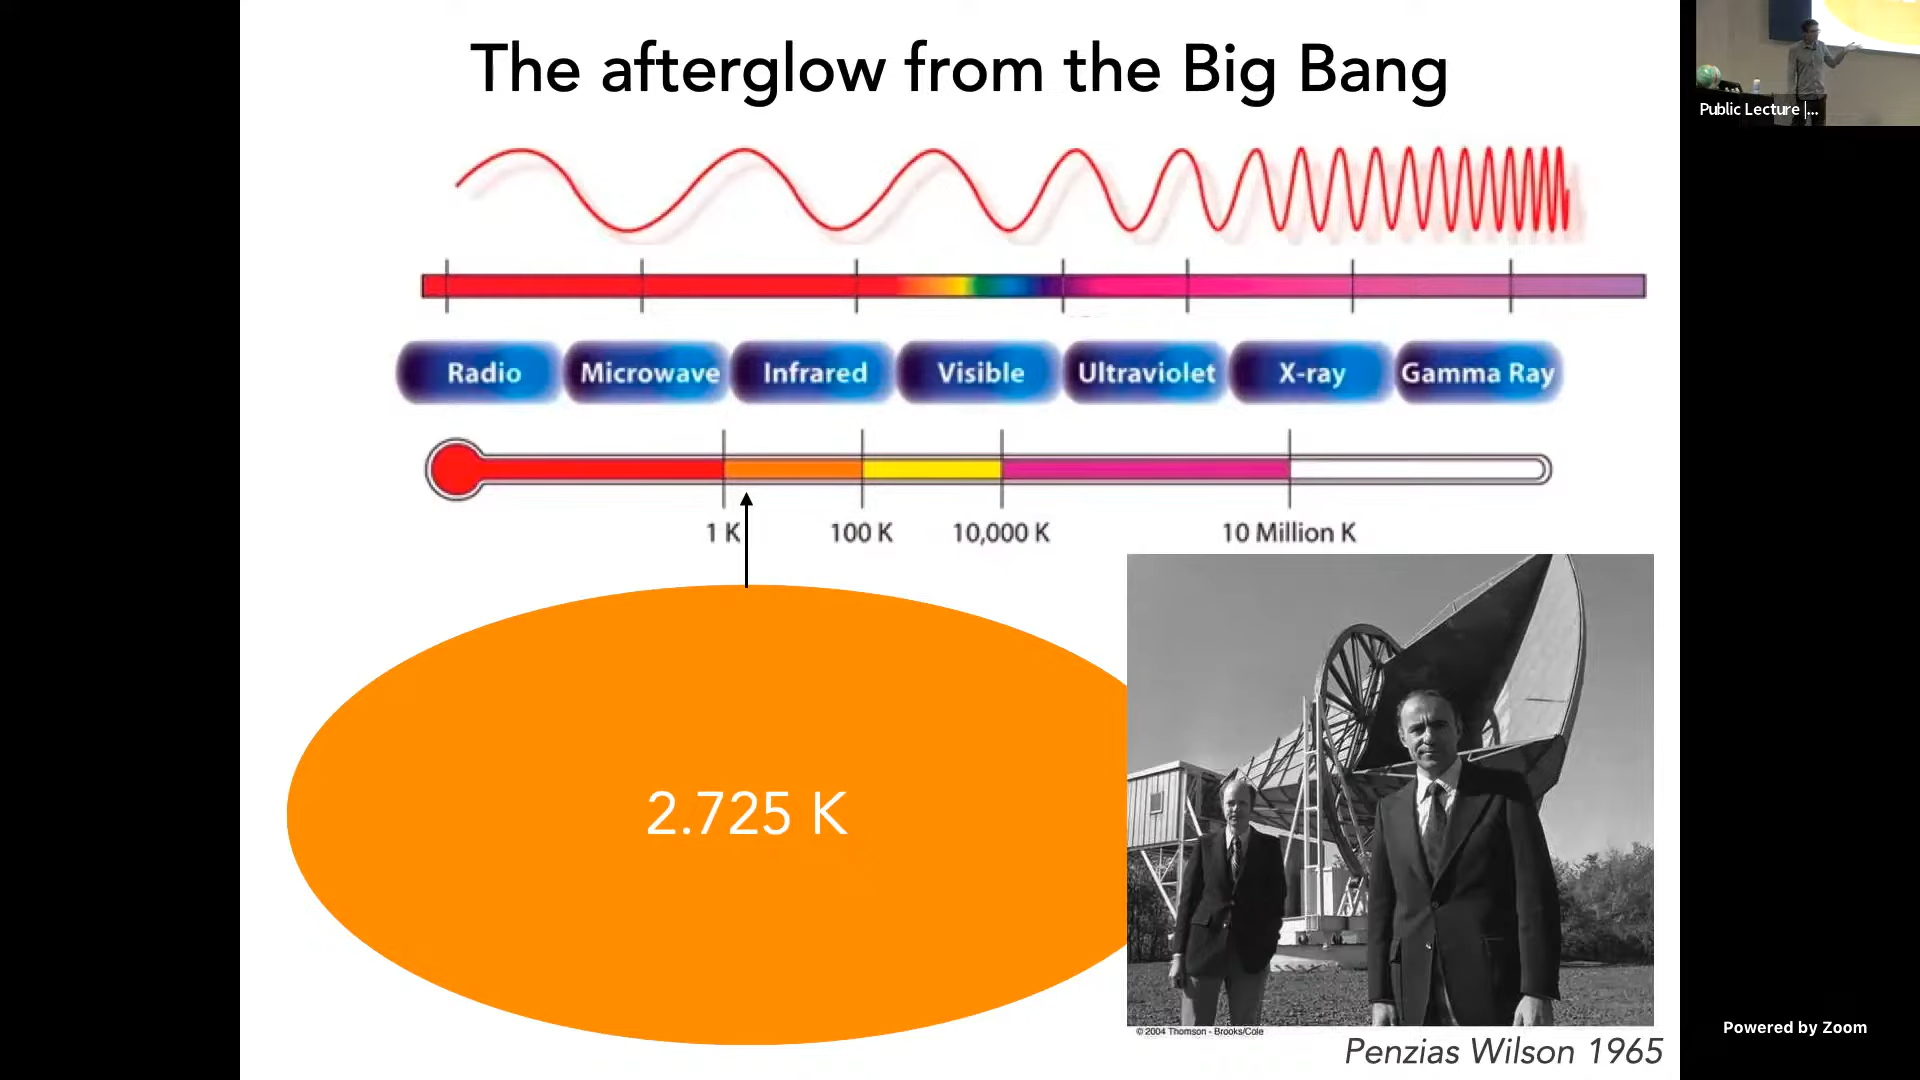 The afterglow from the Big Bang
Public Lecture |...
Radio Microwave Infrared Visible Ultraviolet X-ray Gamma Ray
1 K 100 K 10,000 K 10 Million K
2.725 K
© 2004 Thomson - Brooks/Cole
Penzias Wilson 1965
Powered by Zoom